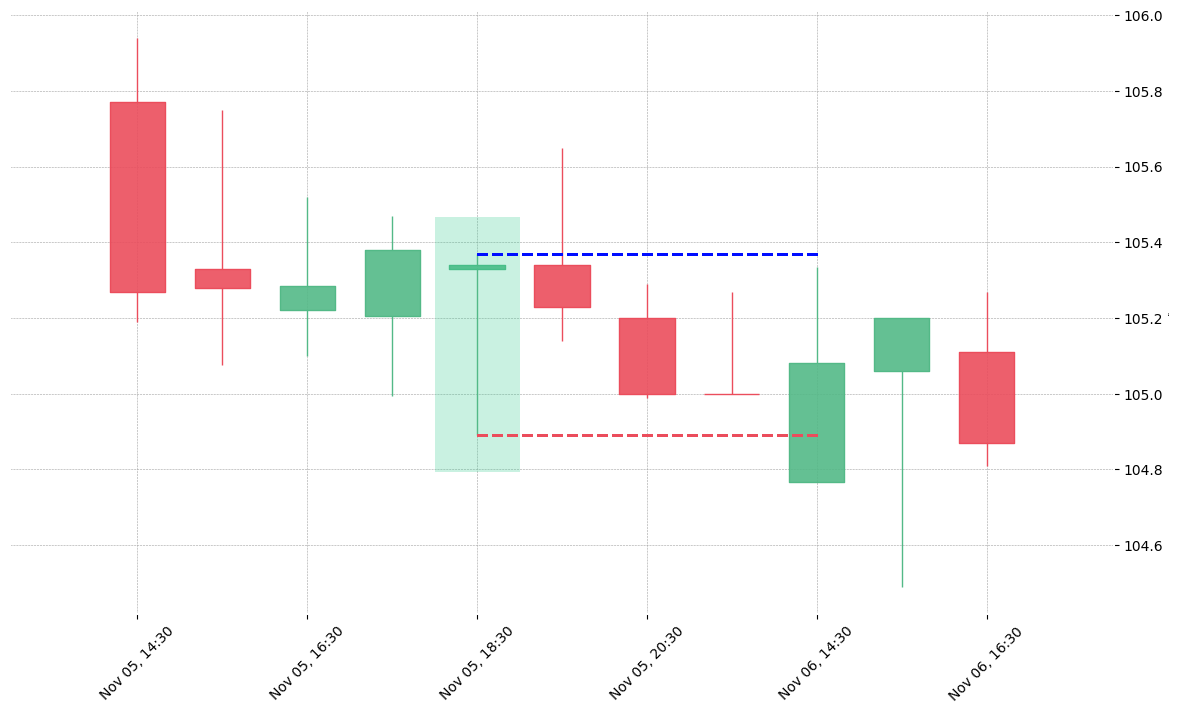 106.0
105.8
105.6
105.4
105.2
105.0
104.8
104.6
Nov 05, 14:30
Nov 05, 16:30
Nov 05, 18:30
Nov 05, 20:30
Nov 06, 14:30
Nov 06, 16:30